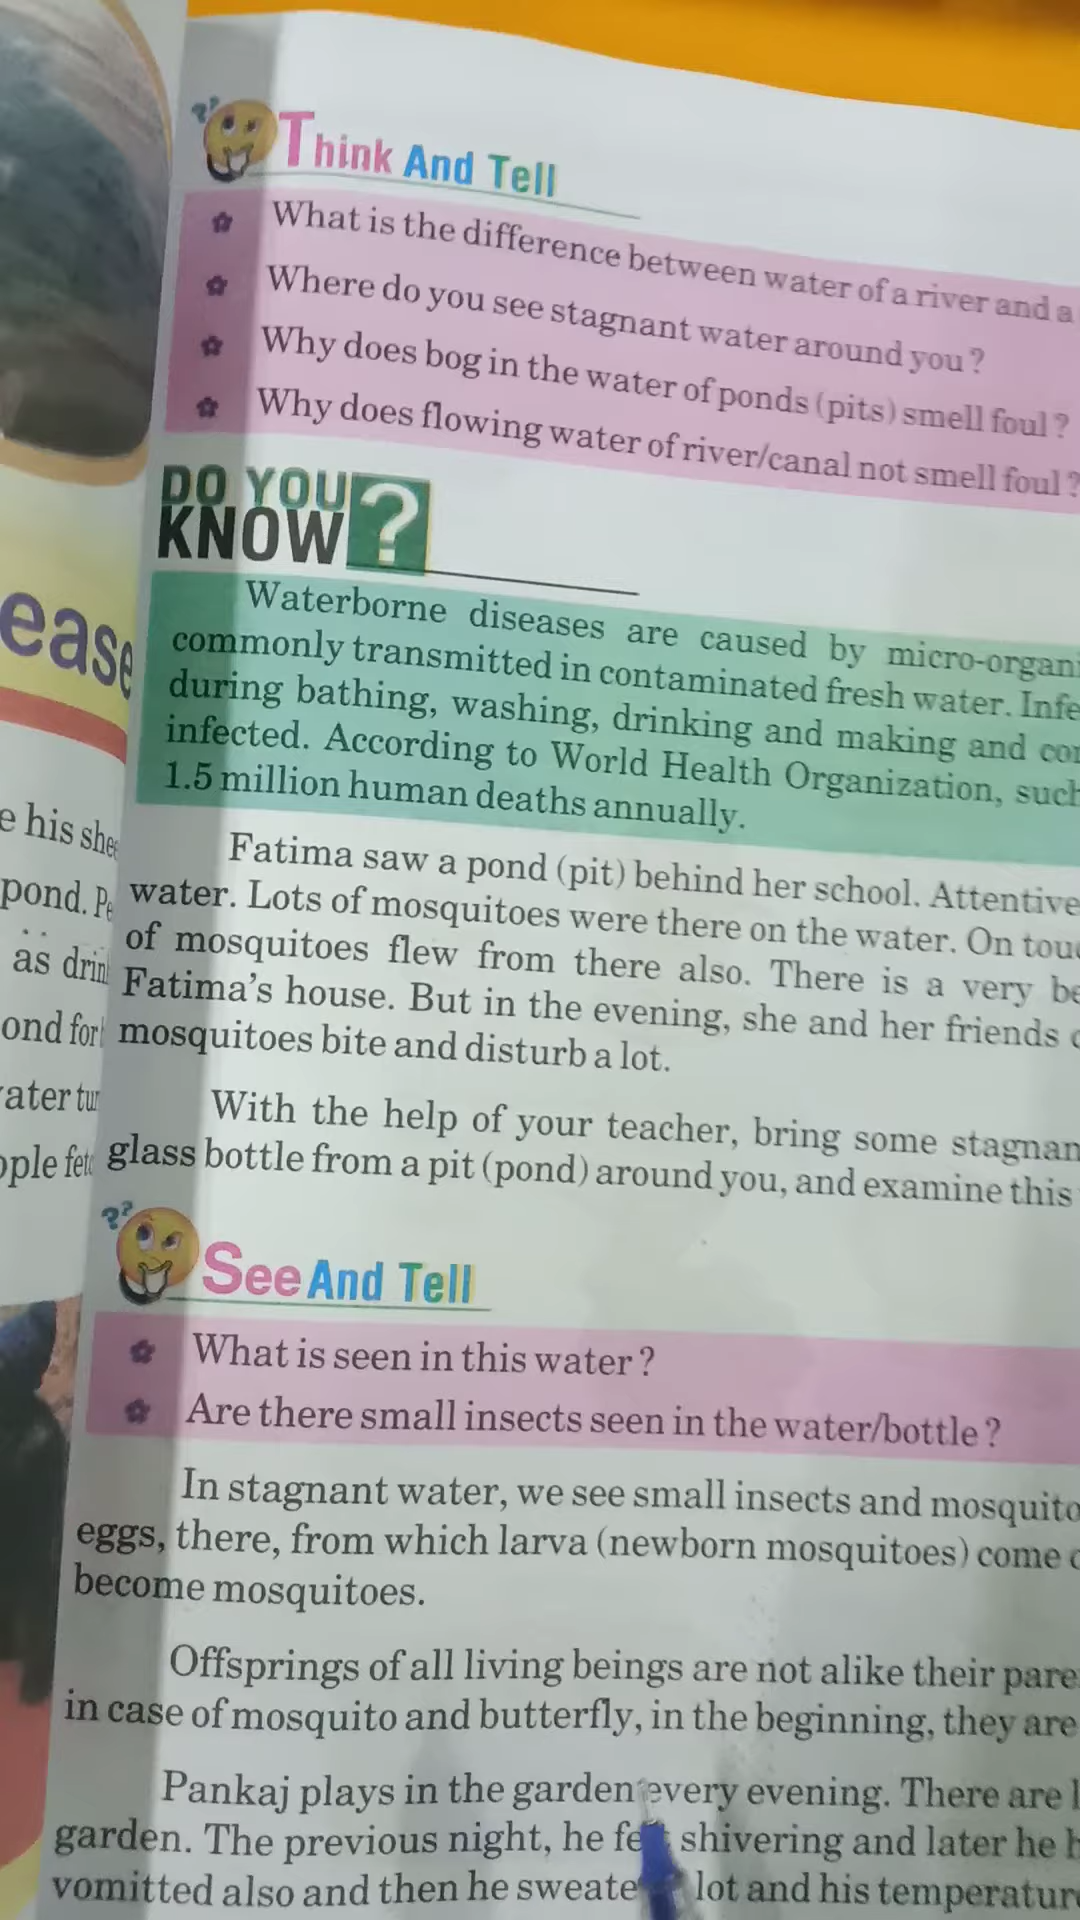 Think And Tell
What is the difference between water of a river and a
Where do you see stagnant water around you?
Why does bog in the water of ponds (pits) smell foul?
Why does flowing water of river/canal not smell foul?
DO YOU
KNOW?
Waterborne diseases are caused by micro-organi
commonly transmitted in contaminated fresh water. Infe
during bathing, washing, drinking and making and con
infected. According to World Health Organization, such
1.5 million human deaths annually.
Fatima saw a pond (pit) behind her school. Attentive
water. Lots of mosquitoes were there on the water. On tou
of mosquitoes flew from there also. There is a very be
Fatima's house. But in the evening, she and her friends
mosquitoes bite and disturb a lot.
With the help of your teacher, bring some stagnan
glass bottle from a pit (pond) around you, and examine this
See And Tell
What is seen in this water?
Are there small insects seen in the water/bottle?
In stagnant water, we see small insects and mosquito
eggs, there, from which larva (newborn mosquitoes) come
become mosquitoes.
Offsprings of all living beings are not alike their pare
in case of mosquito and butterfly, in the beginning, they are
Pankaj plays in the garden every evening. There are
garden. The previous night, he felt shivering and later he
vomitted also and then he sweate lot and his temperatur
ease
e his she
pond.
as drin
ond for
ater tur
ople fetc